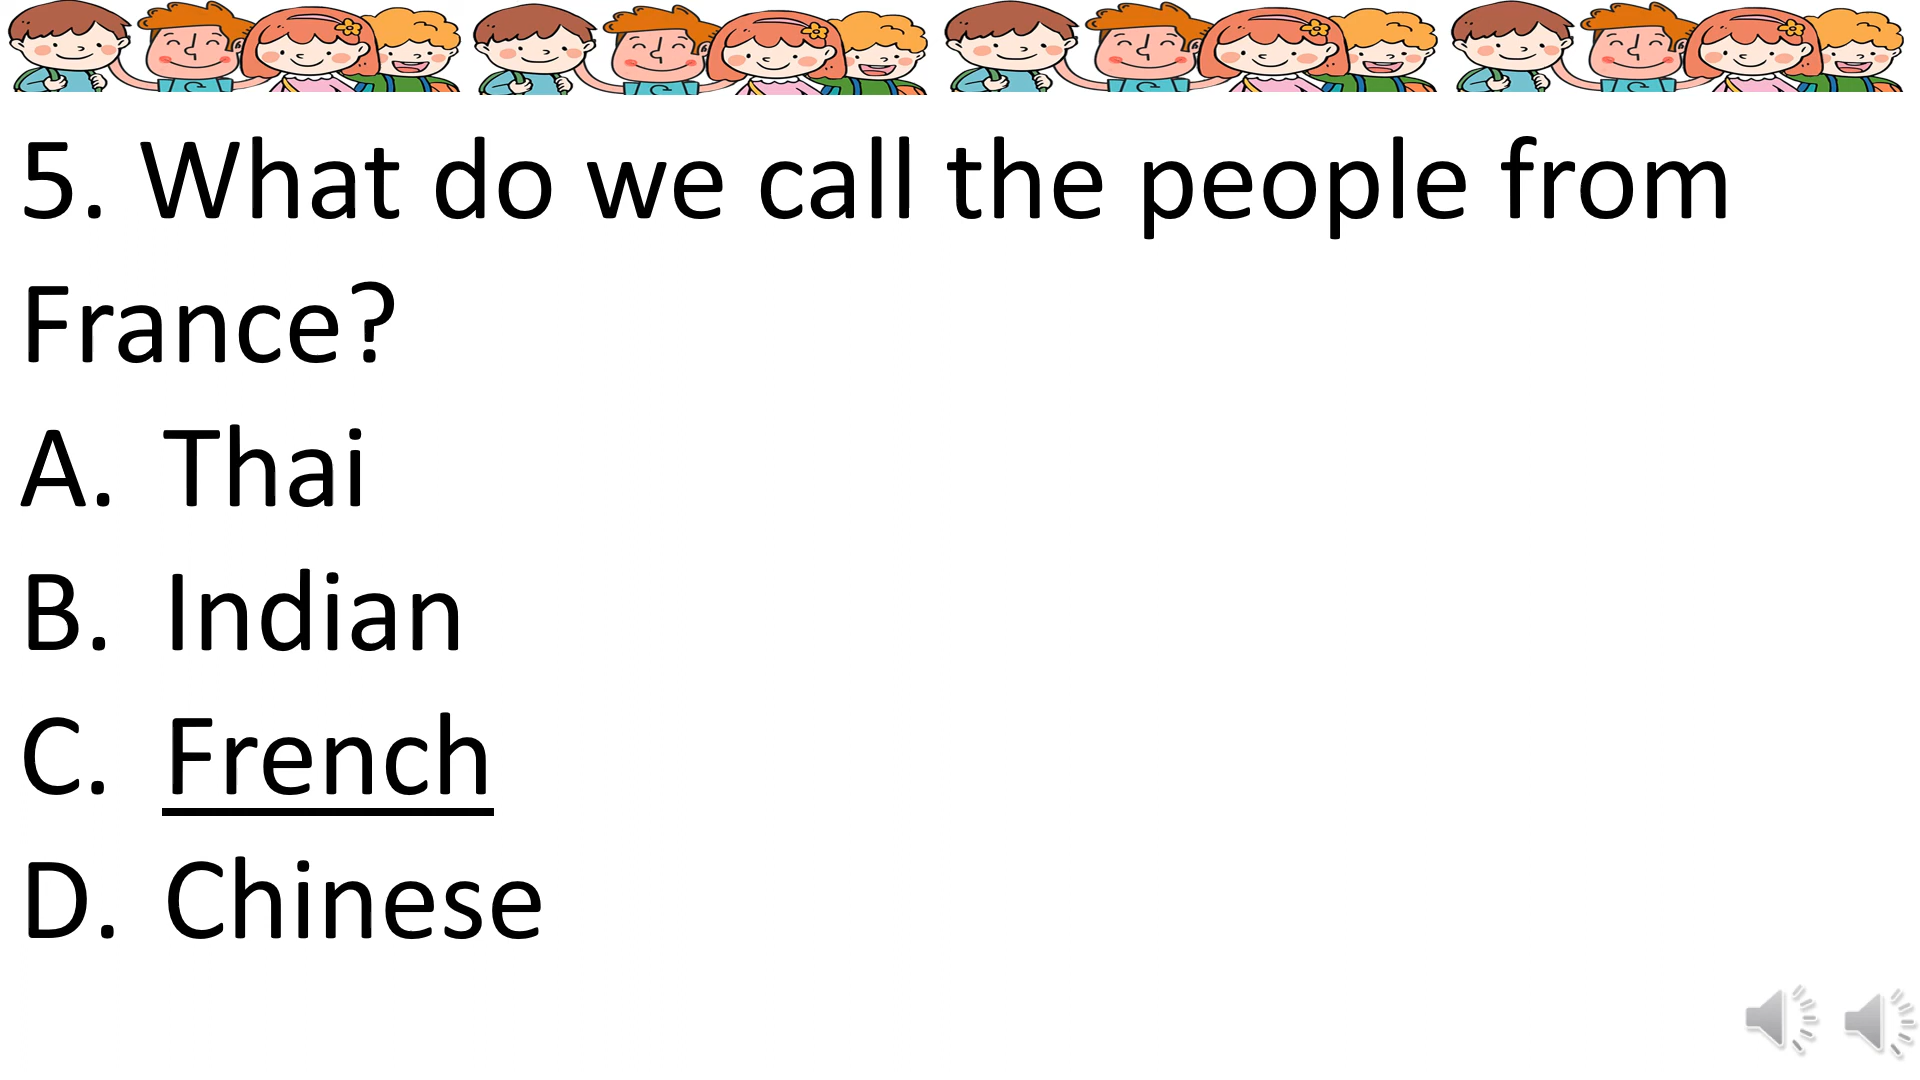 5. What do we call the people from
France?
A. Thai
B. Indian
C. French
D. Chinese